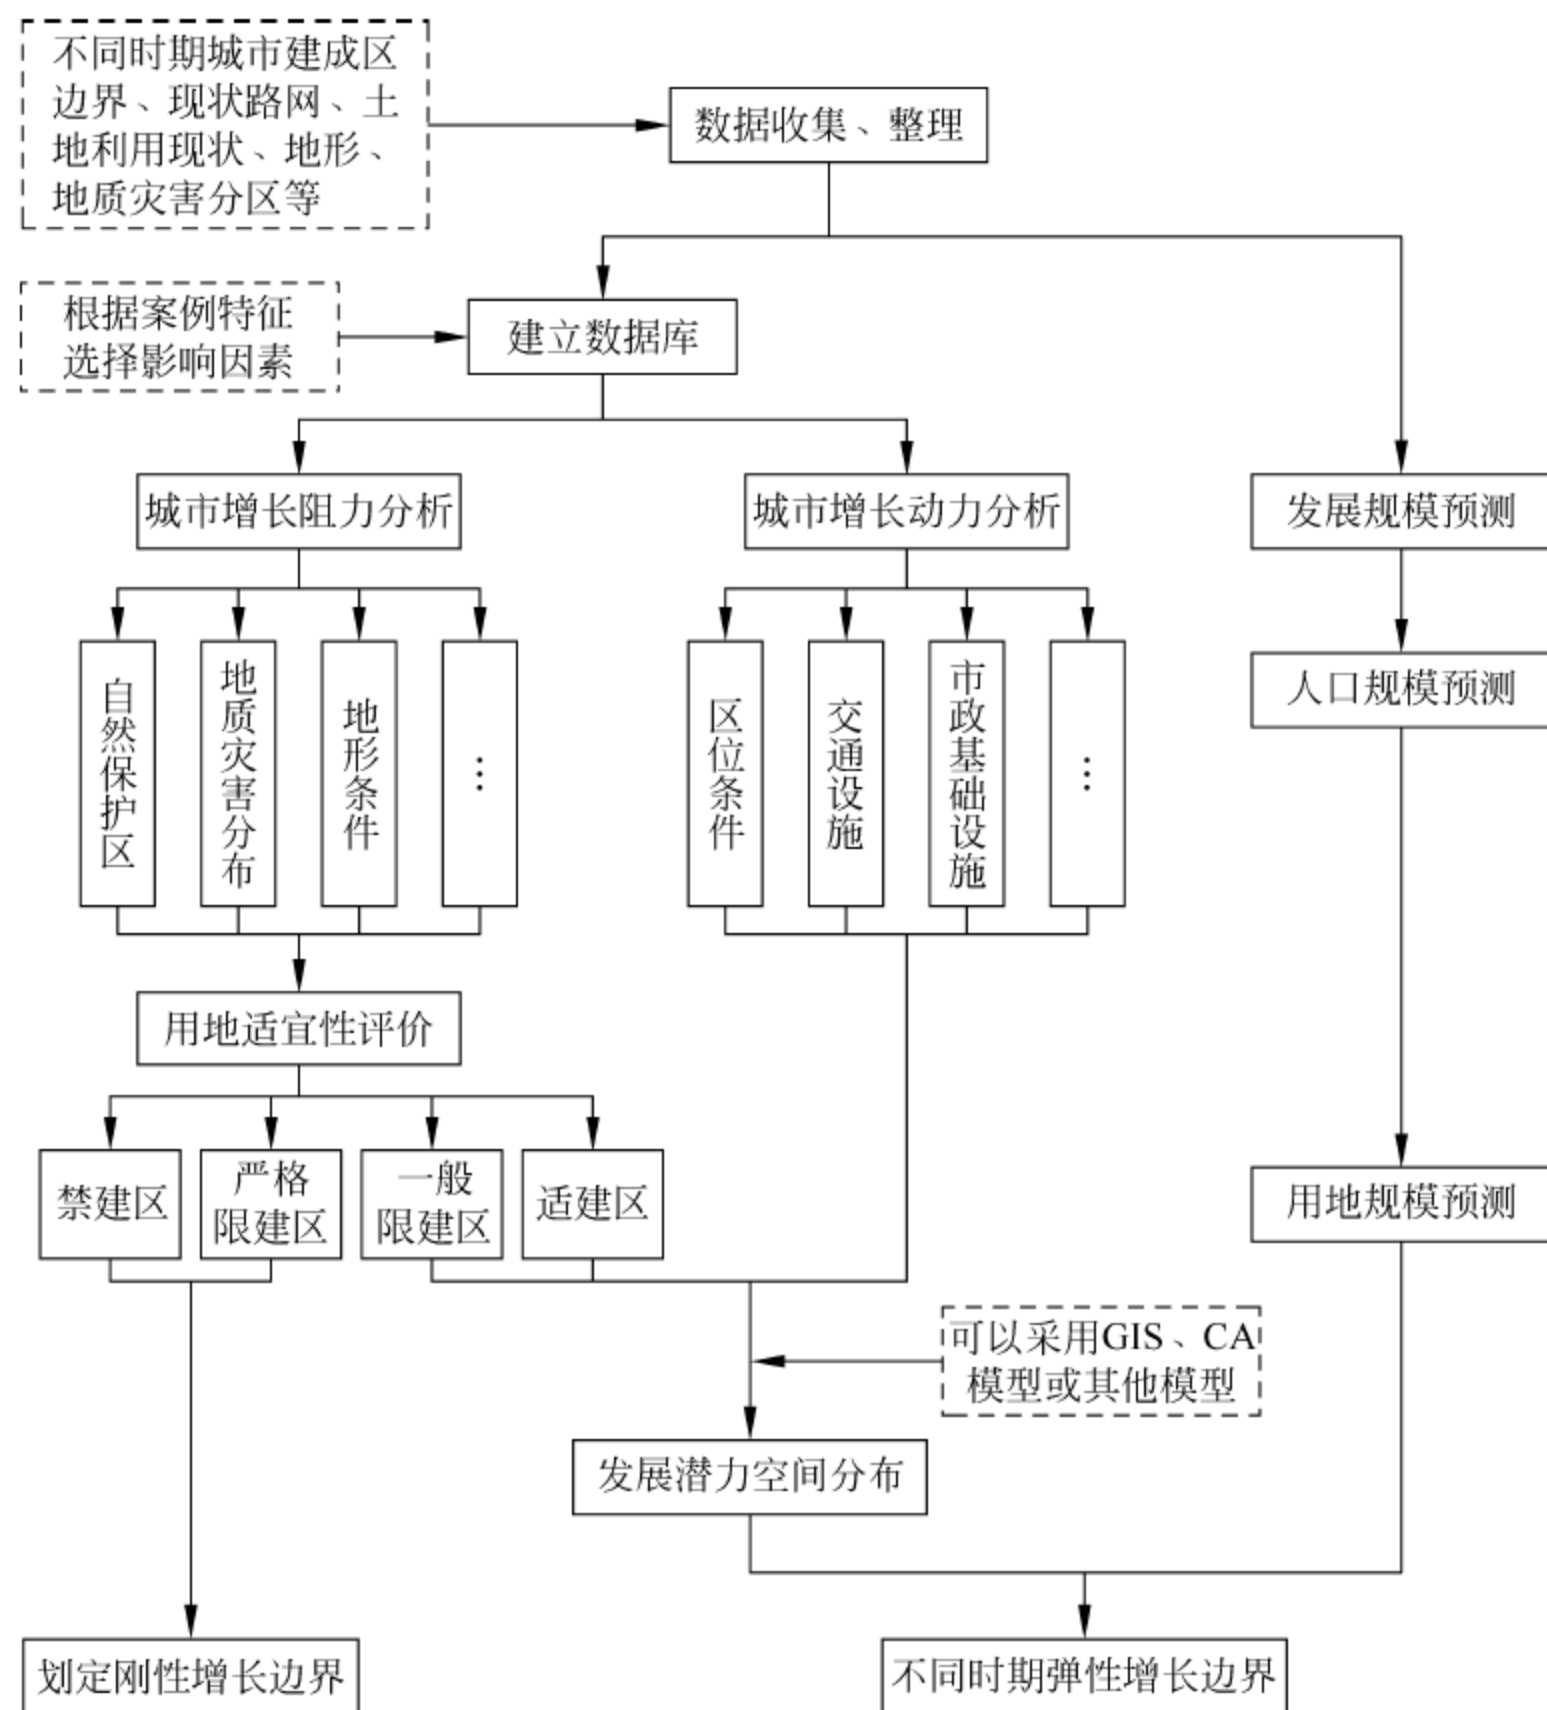 不同时期城市建成区
边界、现状路网、土
地利用现状、地形、
地质灾害分区等
数据收集、整理
根据案例特征
选择影响因素
建立数据库
城市增长阻力分析
城市增长动力分析
发展规模预测
自然保护区
地质灾害分布
地形条件
…
区位条件
交通设施
市政基础设施
…
人口规模预测
用地适宜性评价
禁建区
严格
限建区
一般
限建区
适建区
用地规模预测
可以采用GIS、CA
模型或其他模型
发展潜力空间分布
划定刚性增长边界
不同时期弹性增长边界